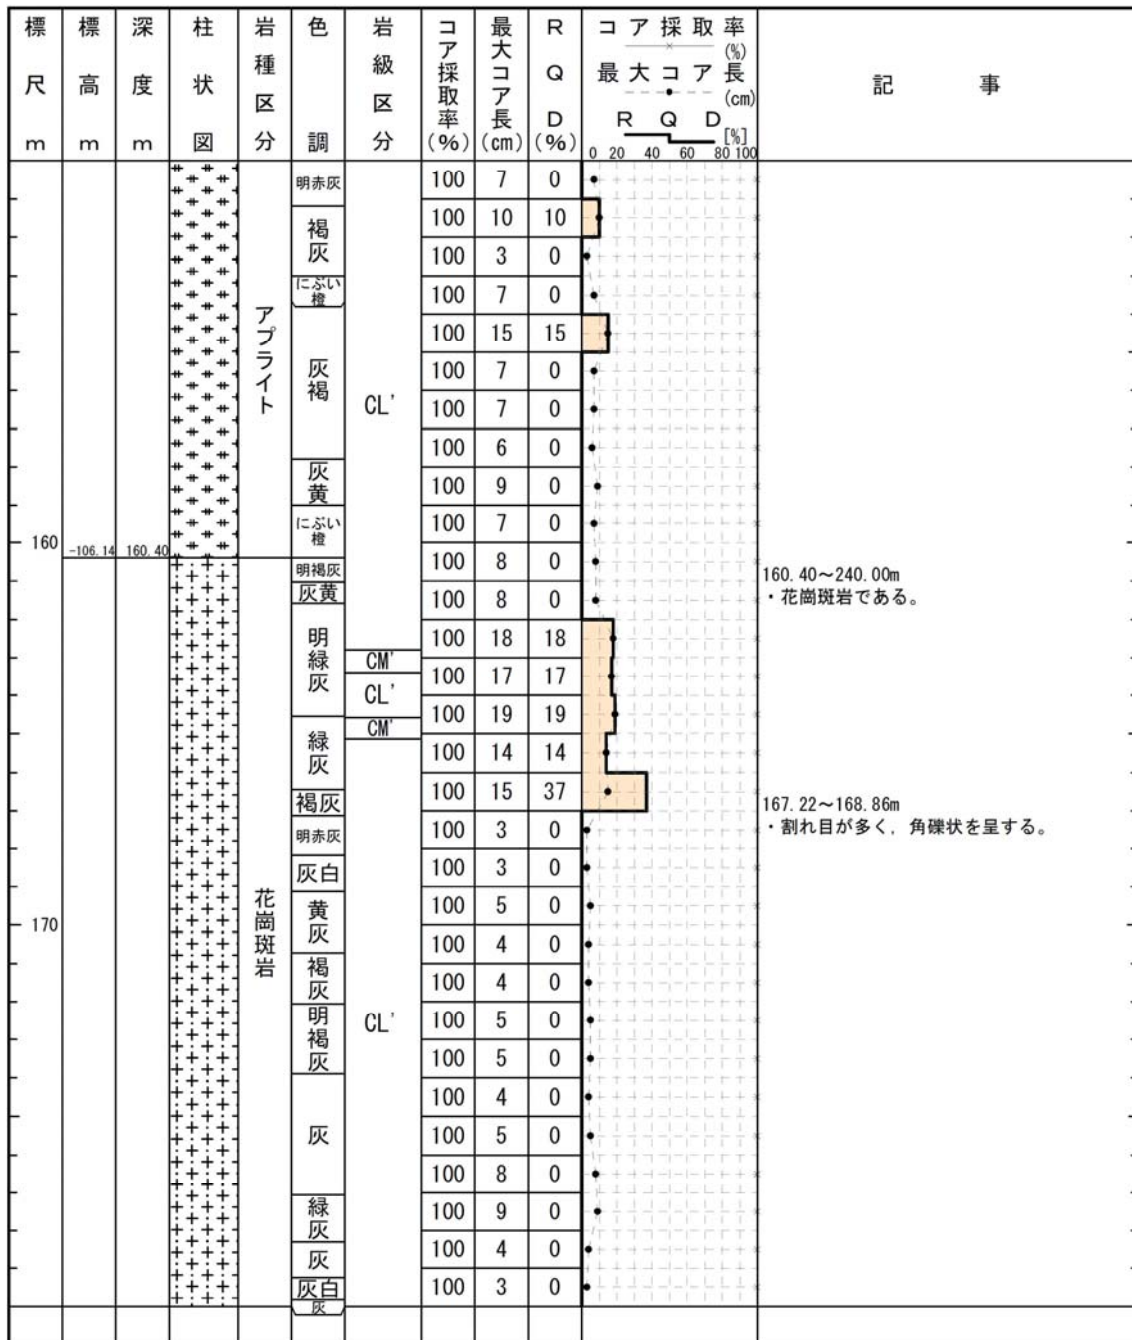 標尺 m
標高 m
深度 m
柱状図
岩種区分
色調
岩級区分
コア採取率(%)
最大コア長(cm)
RQD(%)
コア採取率
(%)
最大コア長
(cm)
RQD
[%]
0 20 40 60 80 100
記事
明赤灰
褐灰
にぶい橙
灰褐
灰黄
にぶい橙
明褐灰
灰黄
明緑灰
緑灰
褐灰
明赤灰
灰白
黄灰
褐灰
明褐灰
灰
緑灰
灰
灰白
灰
アプライト
花崗斑岩
CL'
CM'
CL'
CM'
CL'
160
-106.14 160.40
170
100 7 0
100 10 10
100 3 0
100 7 0
100 15 15
100 7 0
100 7 0
100 6 0
100 9 0
100 7 0
100 8 0
100 8 0
100 18 18
100 17 17
100 19 19
100 14 14
100 15 37
100 3 0
100 3 0
100 5 0
100 4 0
100 4 0
100 5 0
100 5 0
100 4 0
100 5 0
100 8 0
100 9 0
100 4 0
100 3 0
160.40～240.00m
・花崗斑岩である。
167.22～168.86m
・割れ目が多く，角礫状を呈する。